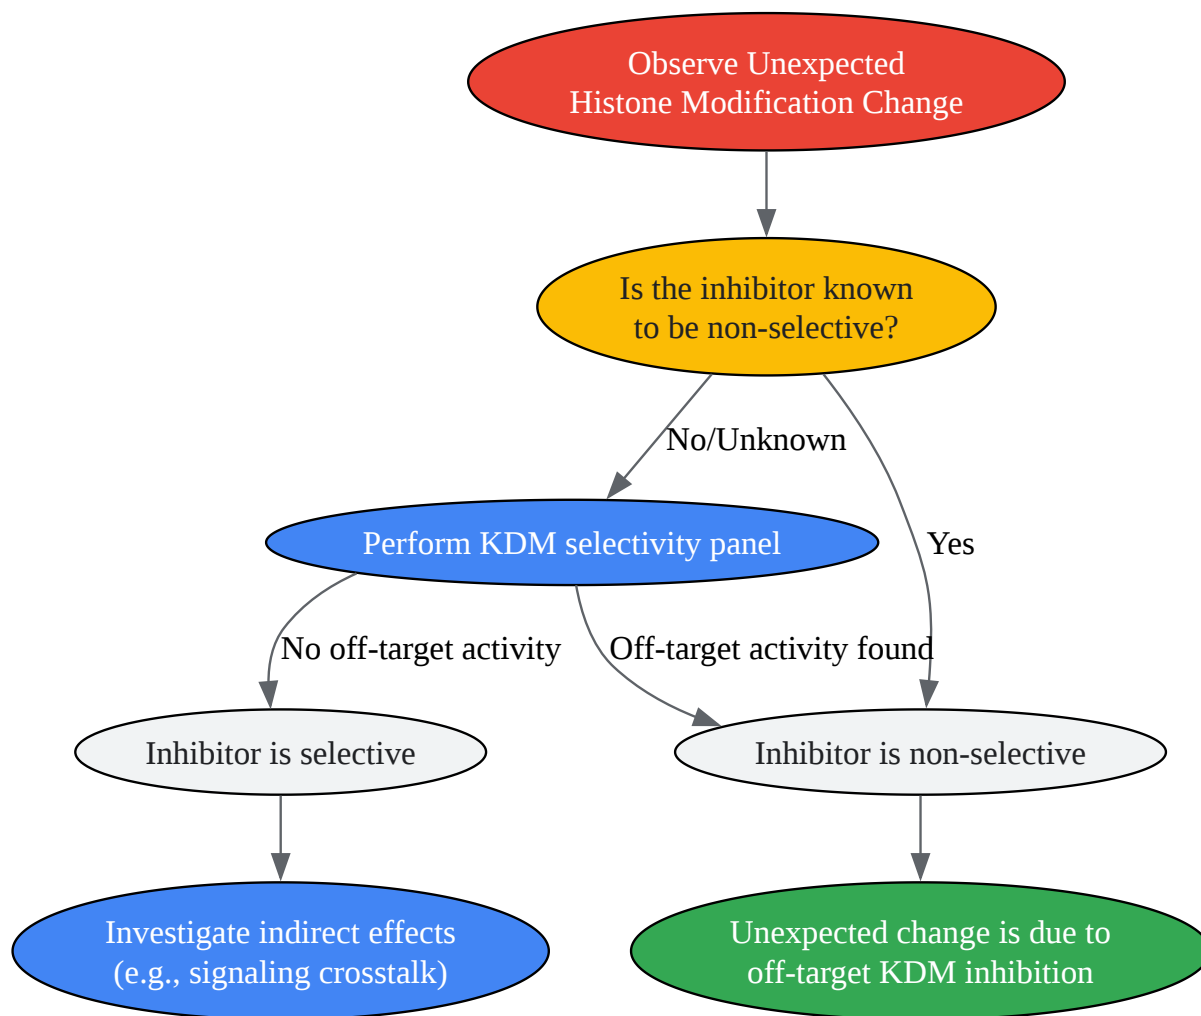 Observe Unexpected
Histone Modification Change
Is the inhibitor known
to be non-selective?
No/Unknown
Perform KDM selectivity panel
Yes
No off-target activity
Off-target activity found
Inhibitor is selective
Inhibitor is non-selective
Investigate indirect effects
(e.g., signaling crosstalk)
Unexpected change is due to
off-target KDM inhibition